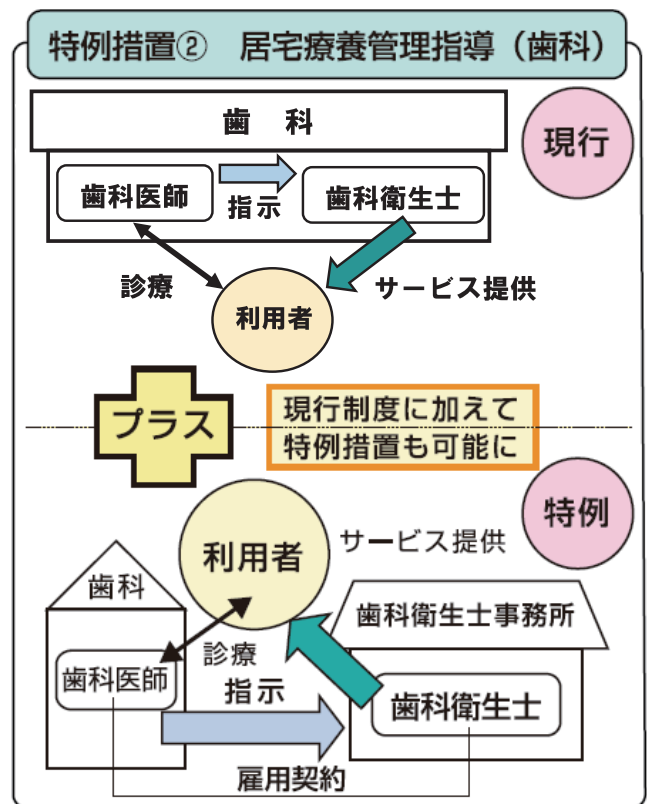 特例措置② 居宅療養管理指導（歯科）
歯 科
現行
歯科医師
指示
歯科衛生士
診療
サービス提供
利用者
プラス
現行制度に加えて
特例措置も可能に
特例
利用者
サービス提供
歯科
歯科衛生士事務所
診療
歯科医師
指示
歯科衛生士
雇用契約